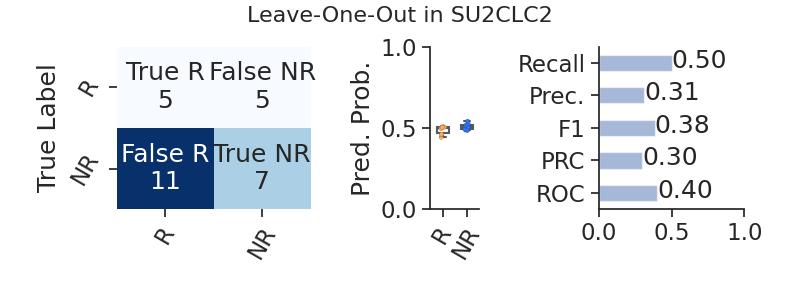 Leave-One-Out in SU2CLC2
True Label
R
NR
True R
5
False NR
5
False R
11
True NR
7
R
NR
Pred. Prob.
1.0
0.5
0.0
R
NR
Recall
Prec.
F1
PRC
ROC
0.50
0.31
0.38
0.30
0.40
0.0 0.5 1.0